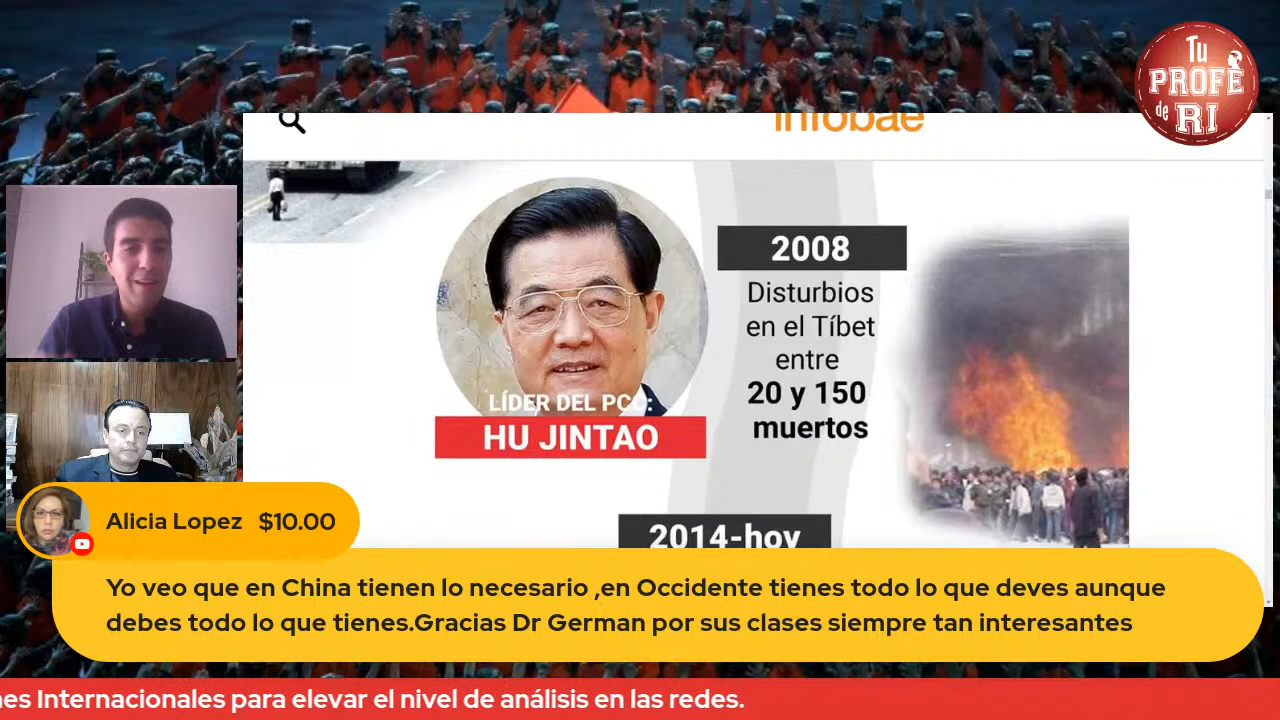 Tu
PROFE
de RI
infobae
2008
Disturbios
en el Tíbet
entre
20 y 150
muertos
LÍDER DEL PCC:
HU JINTAO
2014-hoy
Alicia Lopez $10.00
Yo veo que en China tienen lo necesario ,en Occidente tienes todo lo que deves aunque
debes todo lo que tienes.Gracias Dr German por sus clases siempre tan interesantes
nes Internacionales para elevar el nivel de análisis en las redes.